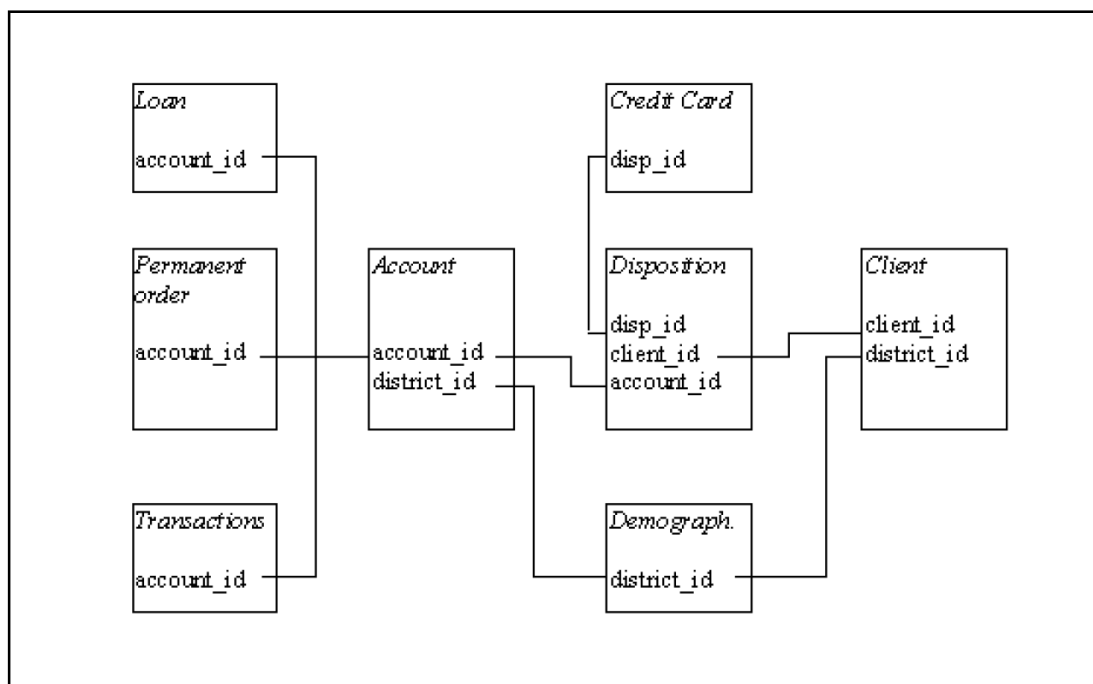 Loan
account_id
Credit Card
disp_id
Permanent
order
account_id
Account
account_id
district_id
Disposition
disp_id
client_id
account_id
Client
client_id
district_id
Transactions
account_id
Demograph.
district_id